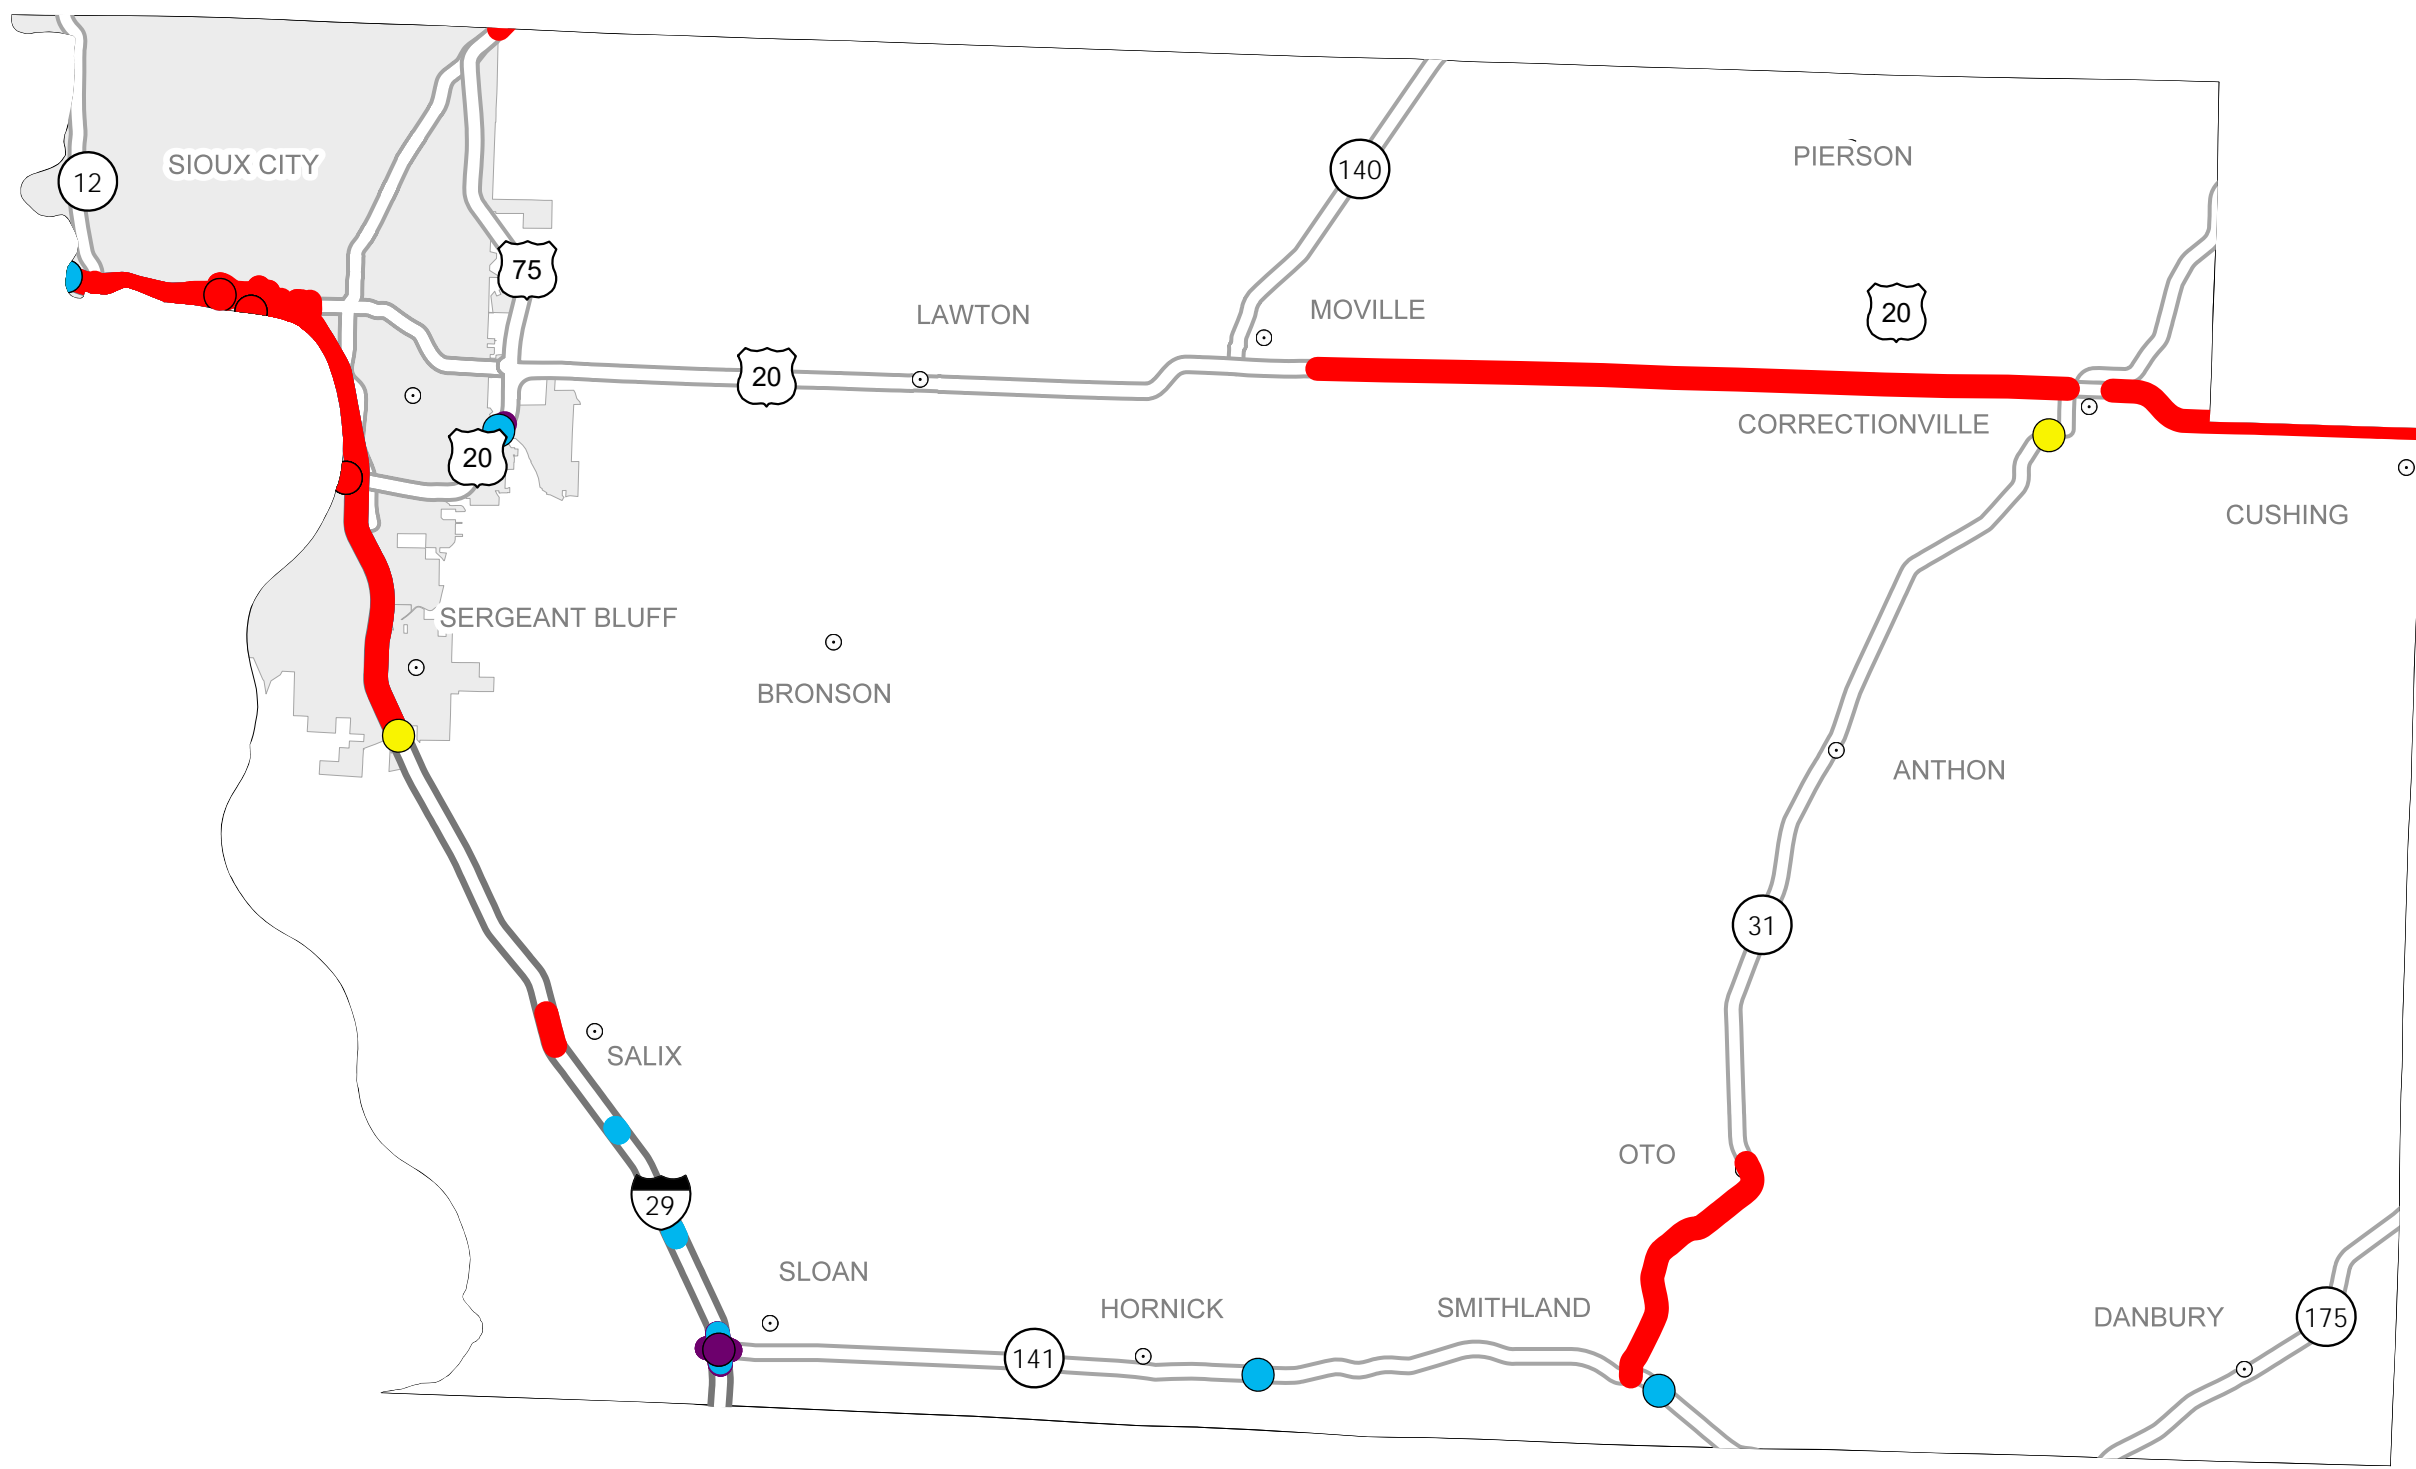 PIERSON
SIOUX CITY
140
12
75
LAWTON
MOVILLE
20
20
CORRECTIONVILLE
20
CUSHING
SERGEANT BLUFF
BRONSON
ANTHON
31
SALIX
OTO
29
SLOAN
HORNICK
SMITHLAND
DANBURY
175
141